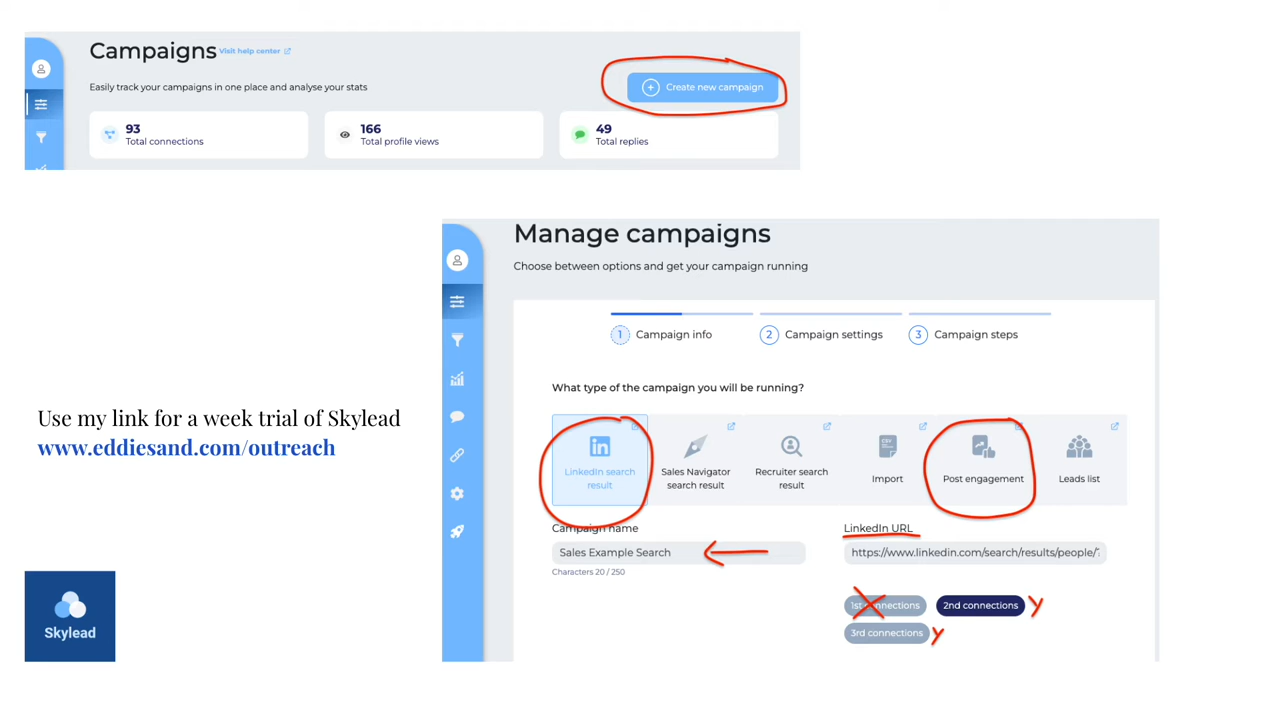 Campaigns Visit help center
Easily track your campaigns in one place and analyse your stats
Create new campaign
93
Total connections
166
Total profile views
49
Total replies
Manage campaigns
Choose between options and get your campaign running
1 Campaign info
2 Campaign settings
3 Campaign steps
What type of the campaign you will be running?
LinkedIn search
result
Sales Navigator
search result
Recruiter search
result
CSV
Import
Post engagement
Leads list
Campaign name
Sales Example Search
Characters 20 / 250
LinkedIn URL
https://www.linkedin.com/search/results/people/?
1st connections
2nd connections Y
3rd connections Y
Use my link for a week trial of Skylead
www.eddiesand.com/outreach
Skylead